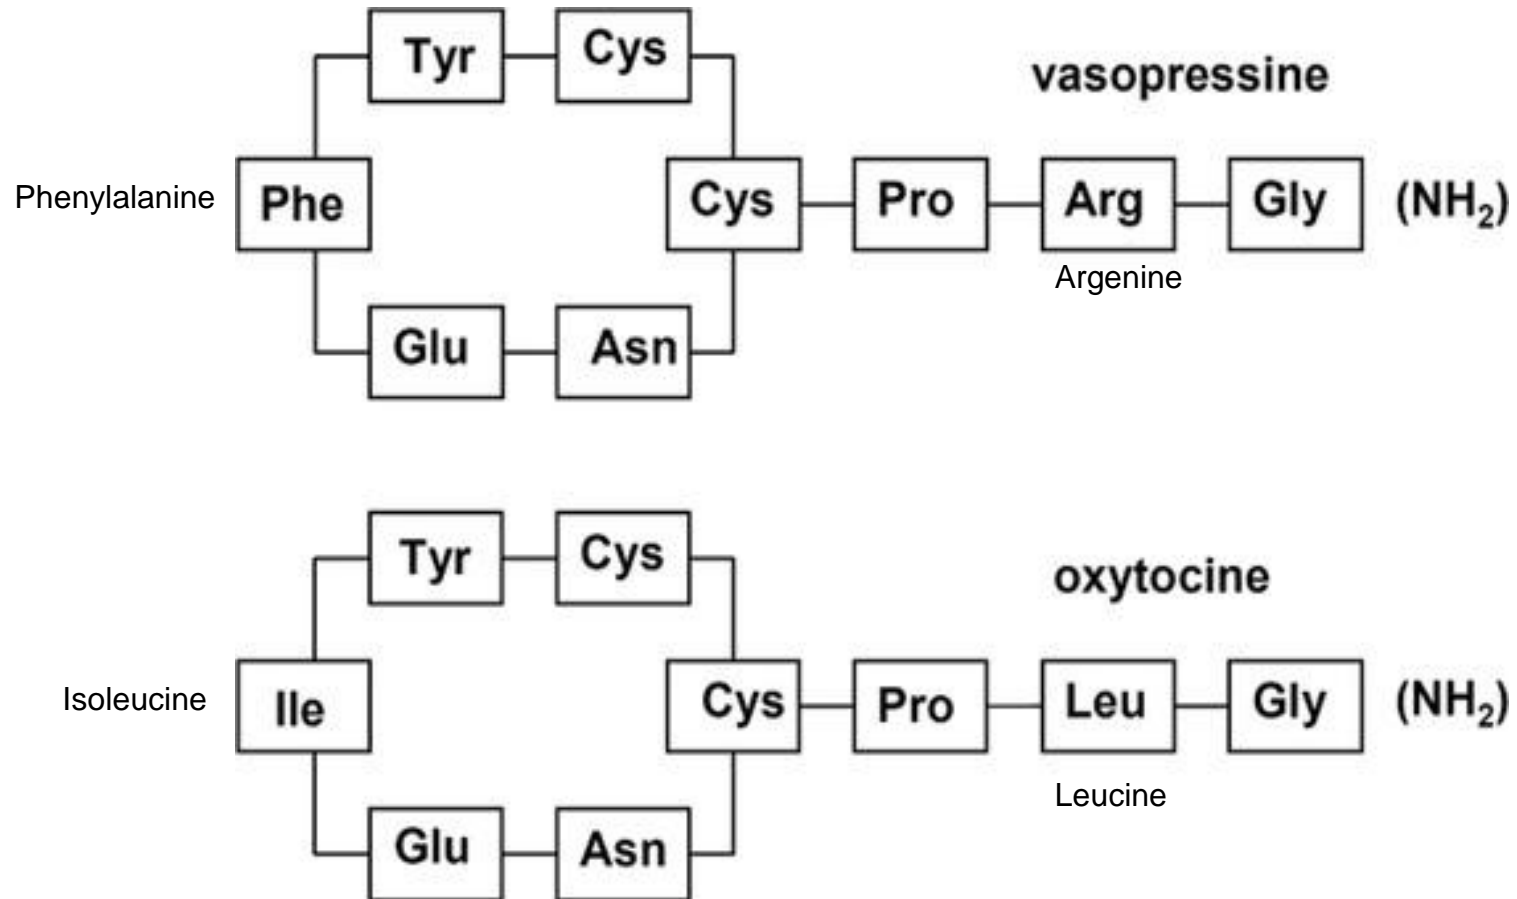 Tyr Cys
vasopressine
Phenylalanine Phe Cys Pro Arg Gly (NH₂)
Argenine
Glu Asn
Tyr Cys
oxytocine
Isoleucine Ile Cys Pro Leu Gly (NH₂)
Leucine
Glu Asn